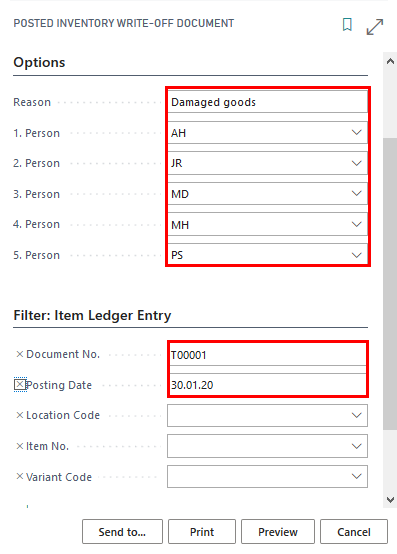 POSTED INVENTORY WRITE-OFF DOCUMENT
Options
Reason Damaged goods
1. Person AH
2. Person JR
3. Person MD
4. Person MH
5. Person PS
Filter: Item Ledger Entry
Document No. T00001
Posting Date 30.01.20
Location Code
Item No.
Variant Code
Send to... Print Preview Cancel